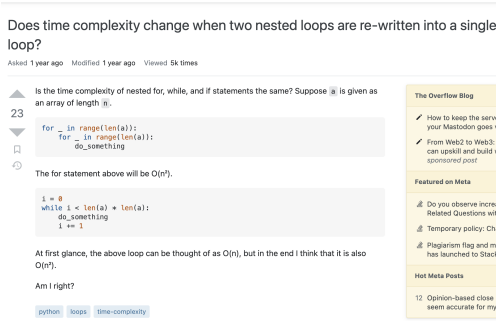 Does time complexity change when two nested loops are re-written into a single
loop?
Asked 1 year ago Modified 1 year ago Viewed 5k times
23
Is the time complexity of nested for, while, and if statements the same? Suppose a is given as
an array of length n.
for _ in range(len(a)):
    for _ in range(len(a)):
        do_something
The for statement above will be O(n²).
i = 0
while i < len(a) * len(a):
    do_something
    i += 1
At first glance, the above loop can be thought of as O(n), but in the end I think that it is also
O(n²).
Am I right?
python loops time-complexity
The Overflow Blog
How to keep the serve
your Mastodon goes v
From Web2 to Web3:
can upskill and build
sponsored post
Featured on Meta
Do you observe increa
Related Questions wit
Temporary policy: Ch
Plagiarism flag and m
has launched to Stack
Hot Meta Posts
12 Opinion-based close
seem accurate for my